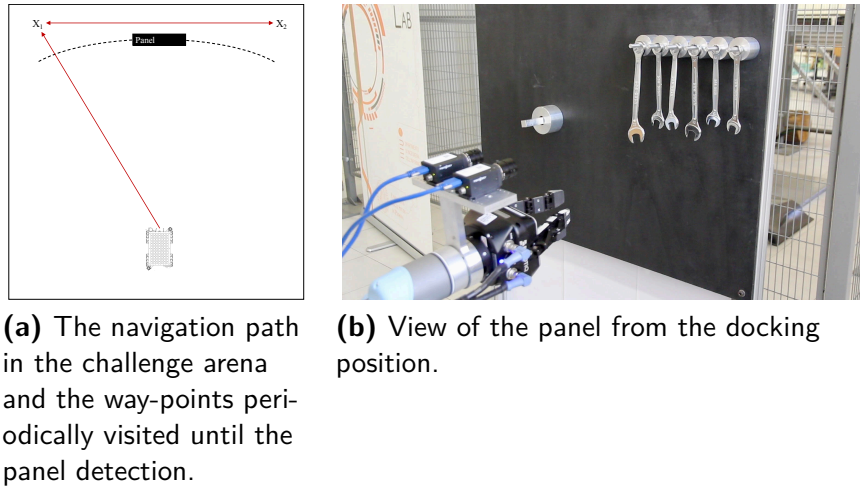 X₁
X₂
Panel
LAB
(a) The navigation path
in the challenge arena
and the way-points peri-
odically visited until the
panel detection.
(b) View of the panel from the docking
position.